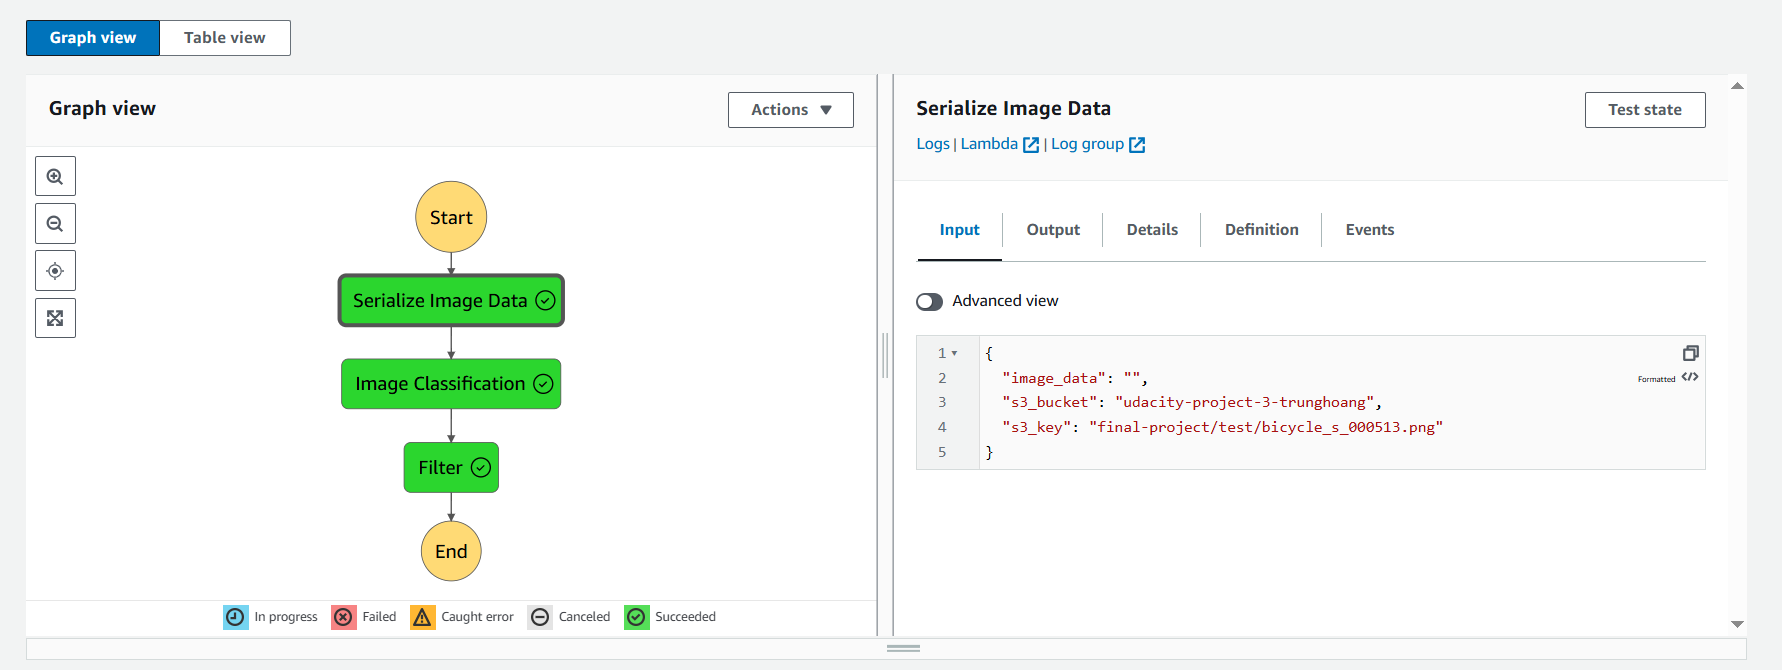 Graph view
Table view
Graph view
Actions
Start
Serialize Image Data
Image Classification
Filter
End
In progress
Failed
Caught error
Canceled
Succeeded
Serialize Image Data
Test state
Logs | Lambda | Log group
Input
Output
Details
Definition
Events
Advanced view
Formatted
1 {
2 "image_data": "",
3 "s3_bucket": "udacity-project-3-trunghoang",
4 "s3_key": "final-project/test/bicycle_s_000513.png"
5 }